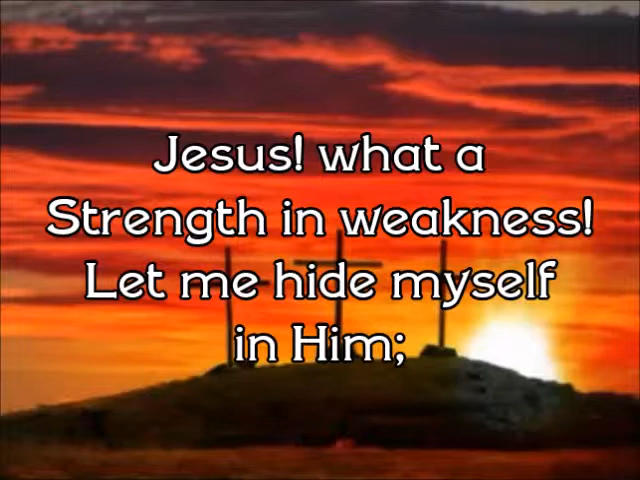 Jesus! what a
Strength in weakness!
Let me hide myself
in Him;